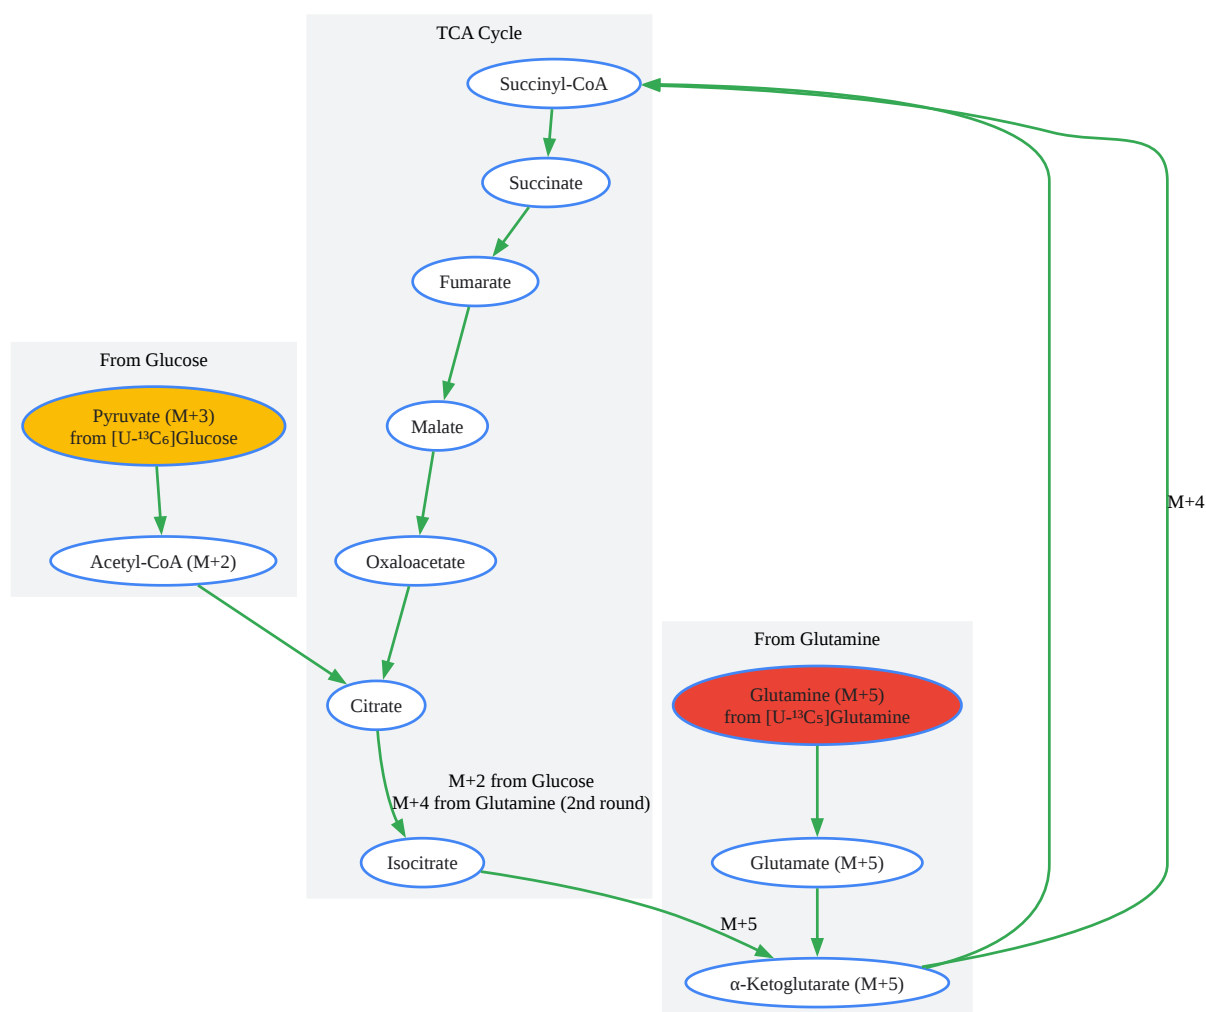 TCA Cycle
Succinyl-CoA
Succinate
Fumarate
From Glucose
Pyruvate (M+3)
from [U-¹³C₆]Glucose
Malate
Acetyl-CoA (M+2)
Oxaloacetate
M+4
From Glutamine
Glutamine (M+5)
from [U-¹³C₅]Glutamine
Citrate
M+2 from Glucose
M+4 from Glutamine (2nd round)
Isocitrate
Glutamate (M+5)
M+5
α-Ketoglutarate (M+5)